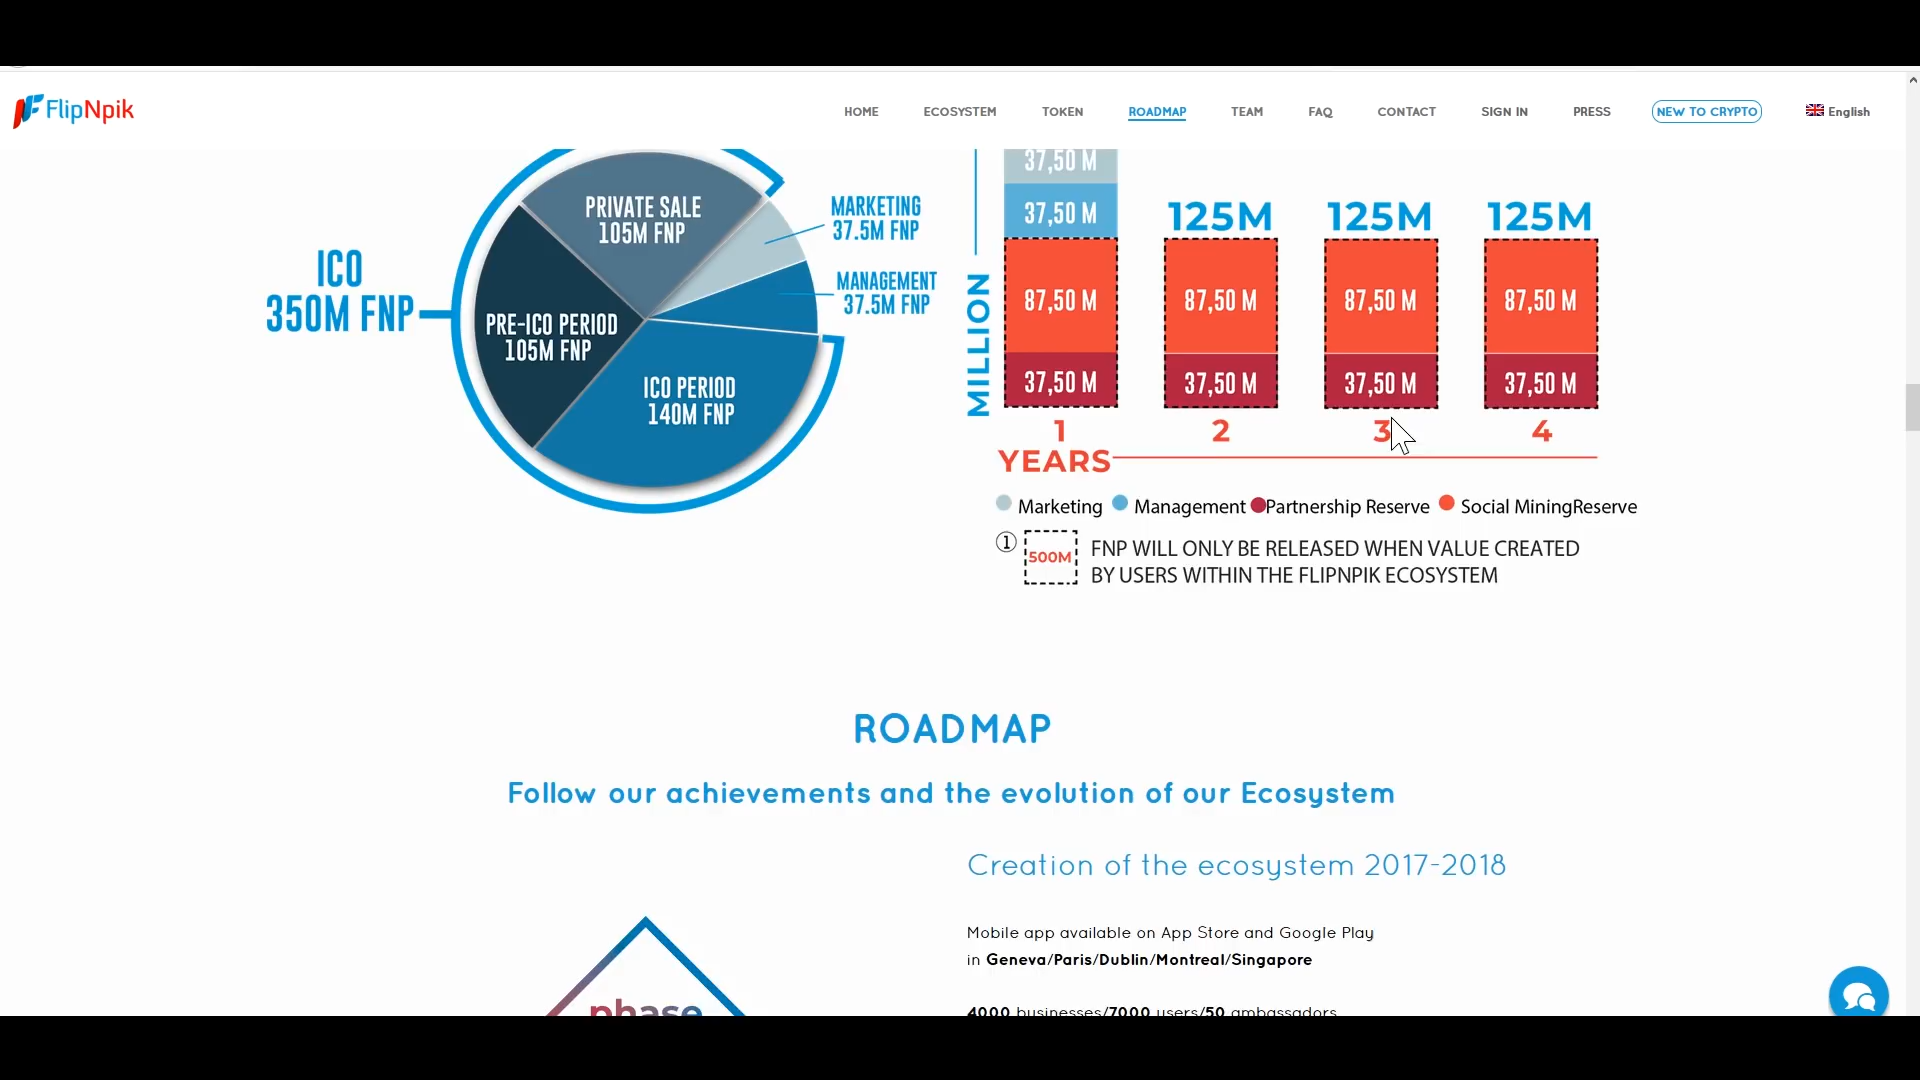 FlipNpik
HOME ECOSYSTEM TOKEN ROADMAP TEAM FAQ CONTACT SIGN IN PRESS NEW TO CRYPTO English
ICO
350M FNP
PRIVATE SALE
105M FNP
MARKETING
37.5M FNP
MANAGEMENT
37.5M FNP
PRE-ICO PERIOD
105M FNP
ICO PERIOD
140M FNP
MILLION
37,50 M
37,50 M
87,50 M
37,50 M
125M
87,50 M
37,50 M
125M
87,50 M
37,50 M
125M
87,50 M
37,50 M
1 2 3 4
YEARS
Marketing Management Partnership Reserve Social MiningReserve
1 500M FNP WILL ONLY BE RELEASED WHEN VALUE CREATED
BY USERS WITHIN THE FLIPNPIK ECOSYSTEM
ROADMAP
Follow our achievements and the evolution of our Ecosystem
Creation of the ecosystem 2017-2018
Mobile app available on App Store and Google Play
in Geneva/Paris/Dublin/Montreal/Singapore
4000 businesses/7000 users/50 ambassadors
phase